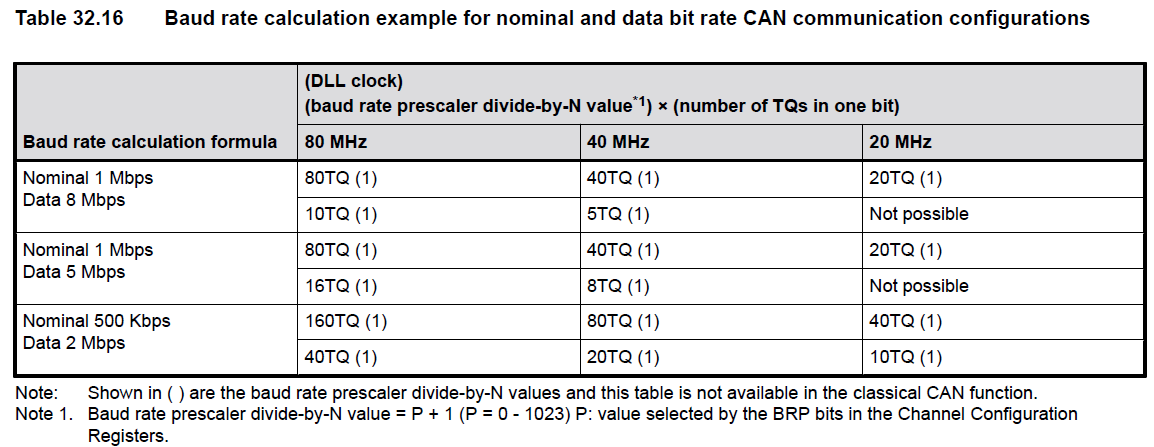 Table 32.16 Baud rate calculation example for nominal and data bit rate CAN communication configurations
Baud rate calculation formula
(DLL clock)
(baud rate prescaler divide-by-N value*1) × (number of TQs in one bit)
80 MHz 40 MHz 20 MHz
Nominal 1 Mbps
Data 8 Mbps
80TQ (1) 40TQ (1) 20TQ (1)
10TQ (1) 5TQ (1) Not possible
Nominal 1 Mbps
Data 5 Mbps
80TQ (1) 40TQ (1) 20TQ (1)
16TQ (1) 8TQ (1) Not possible
Nominal 500 Kbps
Data 2 Mbps
160TQ (1) 80TQ (1) 40TQ (1)
40TQ (1) 20TQ (1) 10TQ (1)
Note: Shown in ( ) are the baud rate prescaler divide-by-N values and this table is not available in the classical CAN function.
Note 1. Baud rate prescaler divide-by-N value = P + 1 (P = 0 - 1023) P: value selected by the BRP bits in the Channel Configuration
Registers.